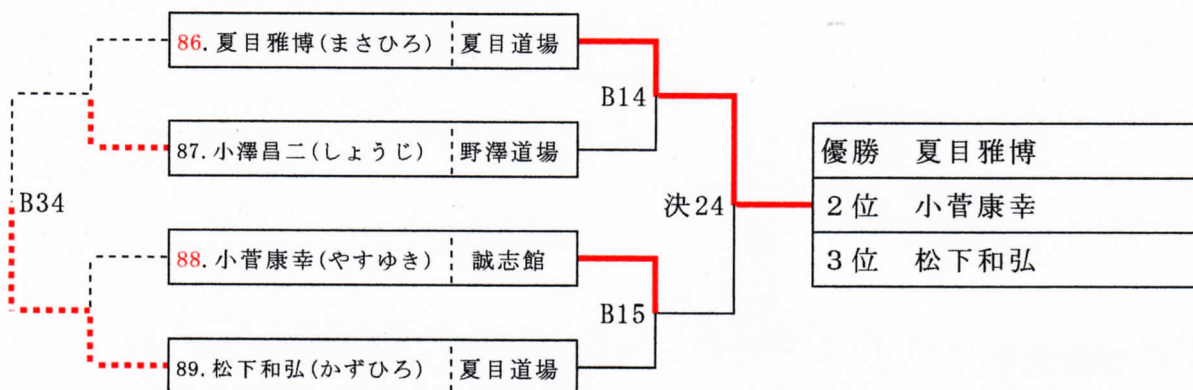 86.夏目雅博(まさひろ) 夏目道場
B14
87.小澤昌二(しょうじ) 野澤道場
B34
決24
88.小菅康幸(やすゆき) 誠志館
B15
89.松下和弘(かずひろ) 夏目道場
優勝 夏目雅博
2位 小菅康幸
3位 松下和弘